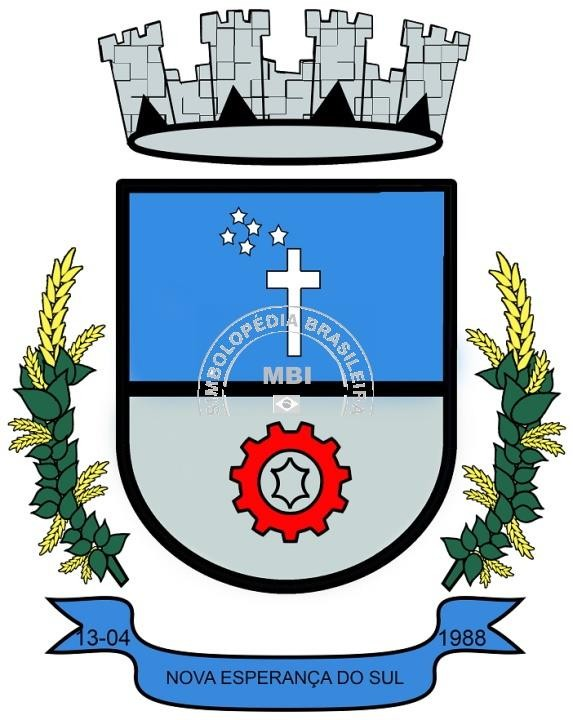 SIMBOLOPÉDIA BRASILEIRA
MBI
13-04
1988
NOVA ESPERANÇA DO SUL